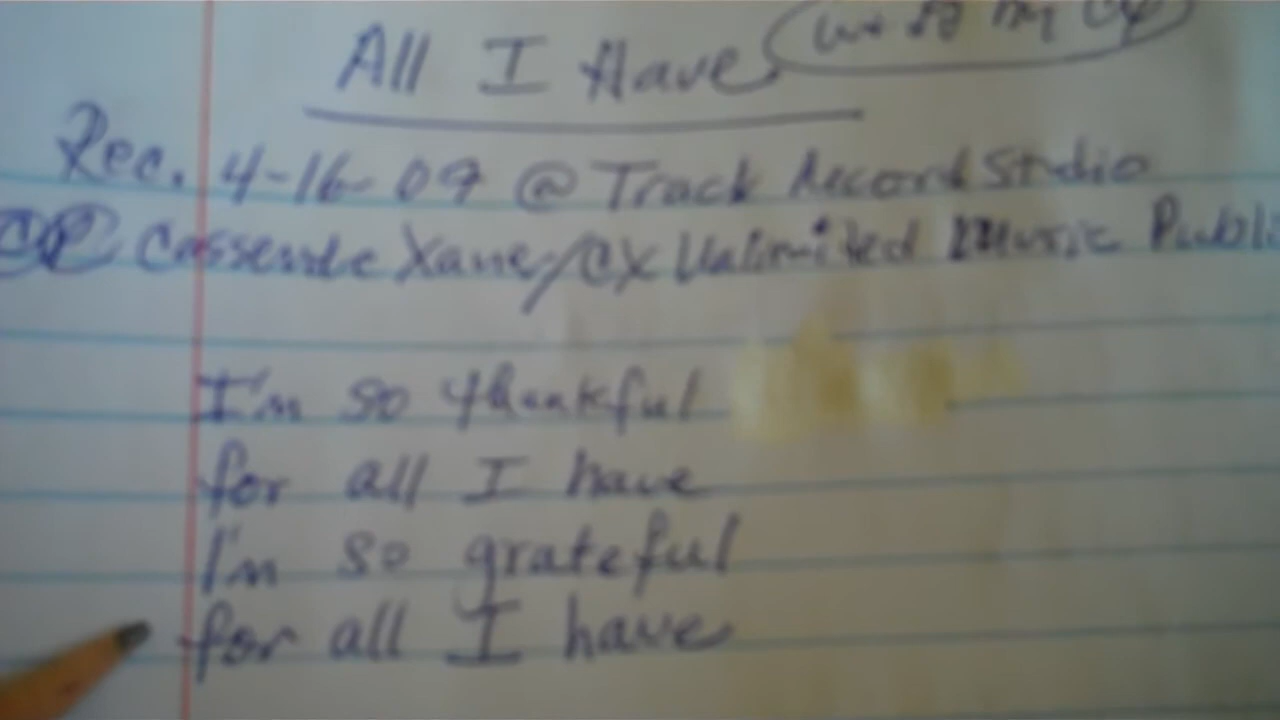 All I Have
Rec. 4-16-09 @ Track Record Studio
Xane/CX Unlimited Music Publi
I'm so thankful
for all I have
I'm so grateful
for all I have